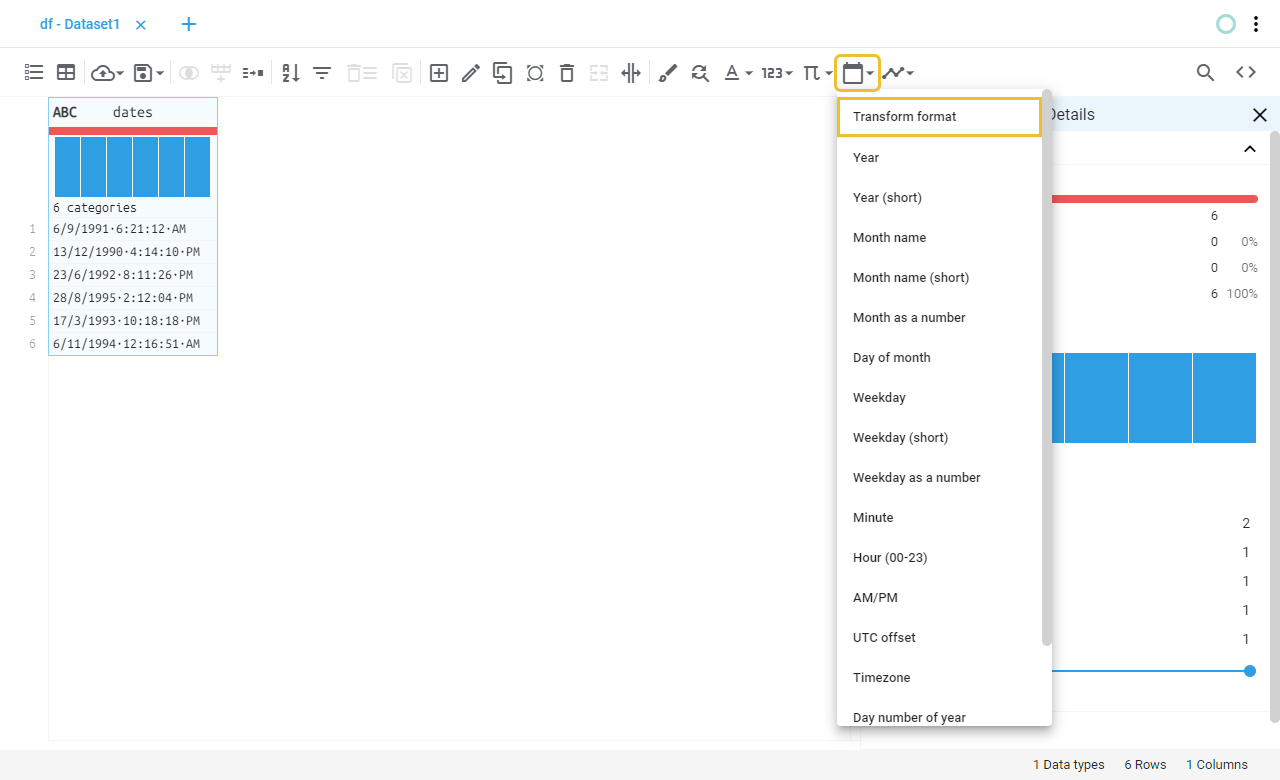 df - Dataset1
123
ABC dates
6 categories
1 6/9/1991·6:21:12·AM
2 13/12/1990·4:14:10·PM
3 23/6/1992·8:11:26·PM
4 28/8/1995·2:12:04·PM
5 17/3/1993·10:18:18·PM
6 6/11/1994·12:16:51·AM
Transform format
Year
Year (short)
Month name
Month name (short)
Month as a number
Day of month
Weekday
Weekday (short)
Weekday as a number
Minute
Hour (00-23)
AM/PM
UTC offset
Timezone
Day number of year
Details
6
0 0%
0 0%
6 100%
2
1
1
1
1
1 Data types 6 Rows 1 Columns